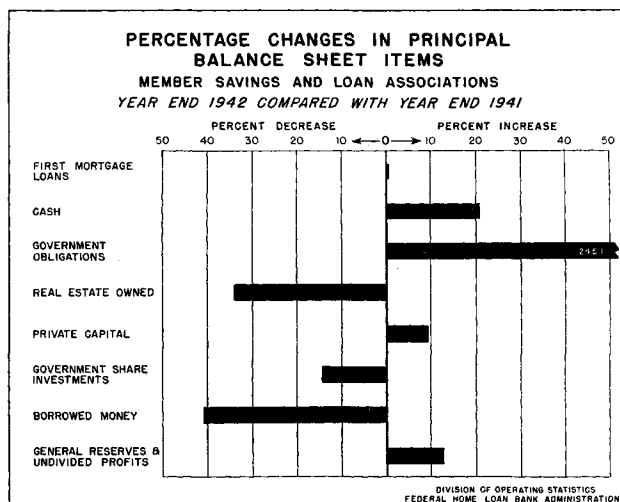 PERCENTAGE CHANGES IN PRINCIPAL
BALANCE SHEET ITEMS
MEMBER SAVINGS AND LOAN ASSOCIATIONS
YEAR END 1942 COMPARED WITH YEAR END 1941
PERCENT DECREASE PERCENT INCREASE
50 40 30 20 10 0 10 20 30 40 50
FIRST MORTGAGE
LOANS
CASH
GOVERNMENT
OBLIGATIONS
REAL ESTATE OWNED
PRIVATE CAPITAL
GOVERNMENT SHARE
INVESTMENTS
BORROWED MONEY
GENERAL RESERVES &
UNDIVIDED PROFITS
DIVISION OF OPERATING STATISTICS
FEDERAL HOME LOAN BANK ADMINISTRATION